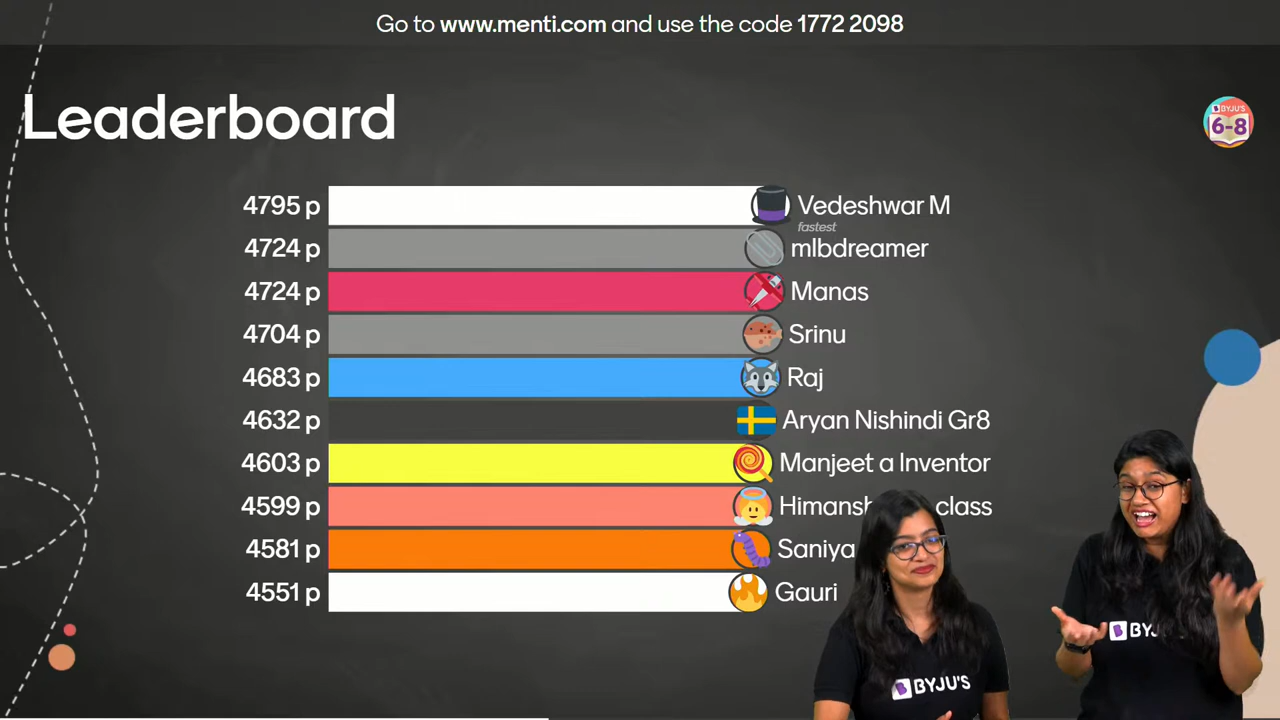 Go to www.menti.com and use the code 1772 2098
Leaderboard
BYJU'S
6-8
4795 p Vedeshwar M
fastest
4724 p mlbdreamer
4724 p Manas
4704 p Srinu
4683 p Raj
4632 p Aryan Nishindi Gr8
4603 p Manjeet a Inventor
4599 p class
4581 p Saniya
4551 p Gauri
BYJU'S